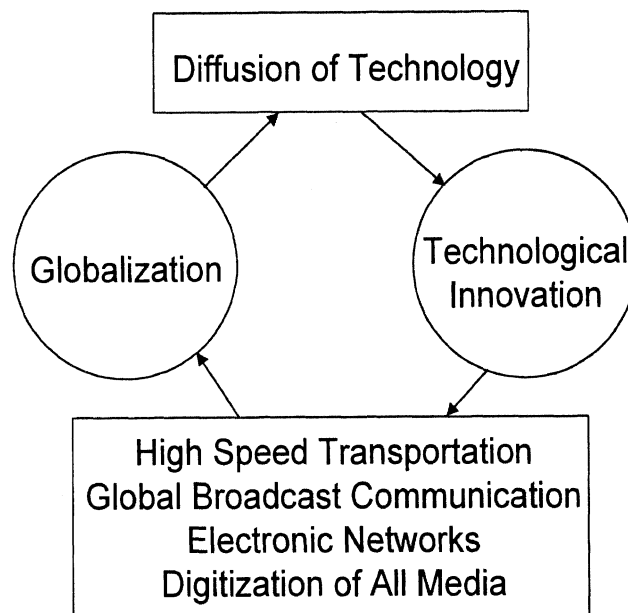 Diffusion of Technology
Globalization
Technological
Innovation
High Speed Transportation
Global Broadcast Communication
Electronic Networks
Digitization of All Media